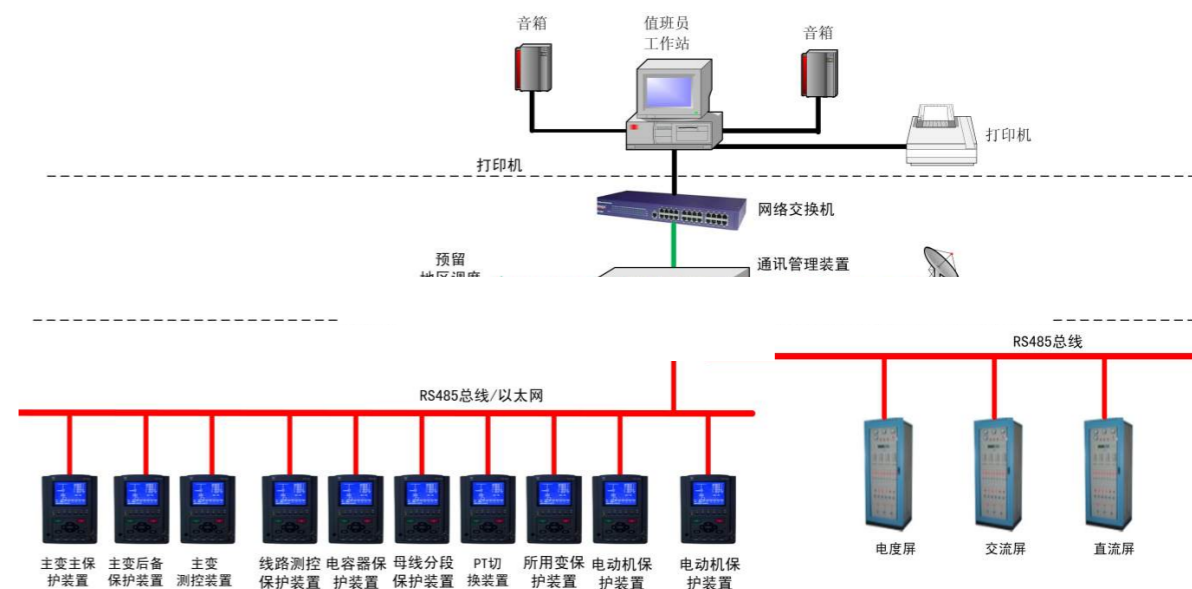 音箱
值班员
工作站
音箱
打印机
打印机
网络交换机
预留
地区调度
通讯管理装置
RS485总线
RS485总线/以太网
主变主保
护装置
主变后备
保护装置
主变
测控装置
线路测控
保护装置
电容器保
护装置
母线分段
保护装置
PT切
换装置
所用变保
护装置
电动机保
护装置
电动机保
护装置
电度屏
交流屏
直流屏